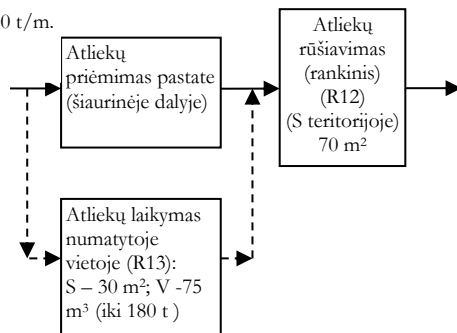 0 t/m.
Atliekų
priėmimas pastate
(šiaurinėje dalyje)
Atliekų
rūšiavimas
(rankinis)
(R12)
(S teritorijoje)
70 m²
Atliekų laikymas
numatytoje
vietoje (R13):
S – 30 m²; V -75
m³ (iki 180 t )